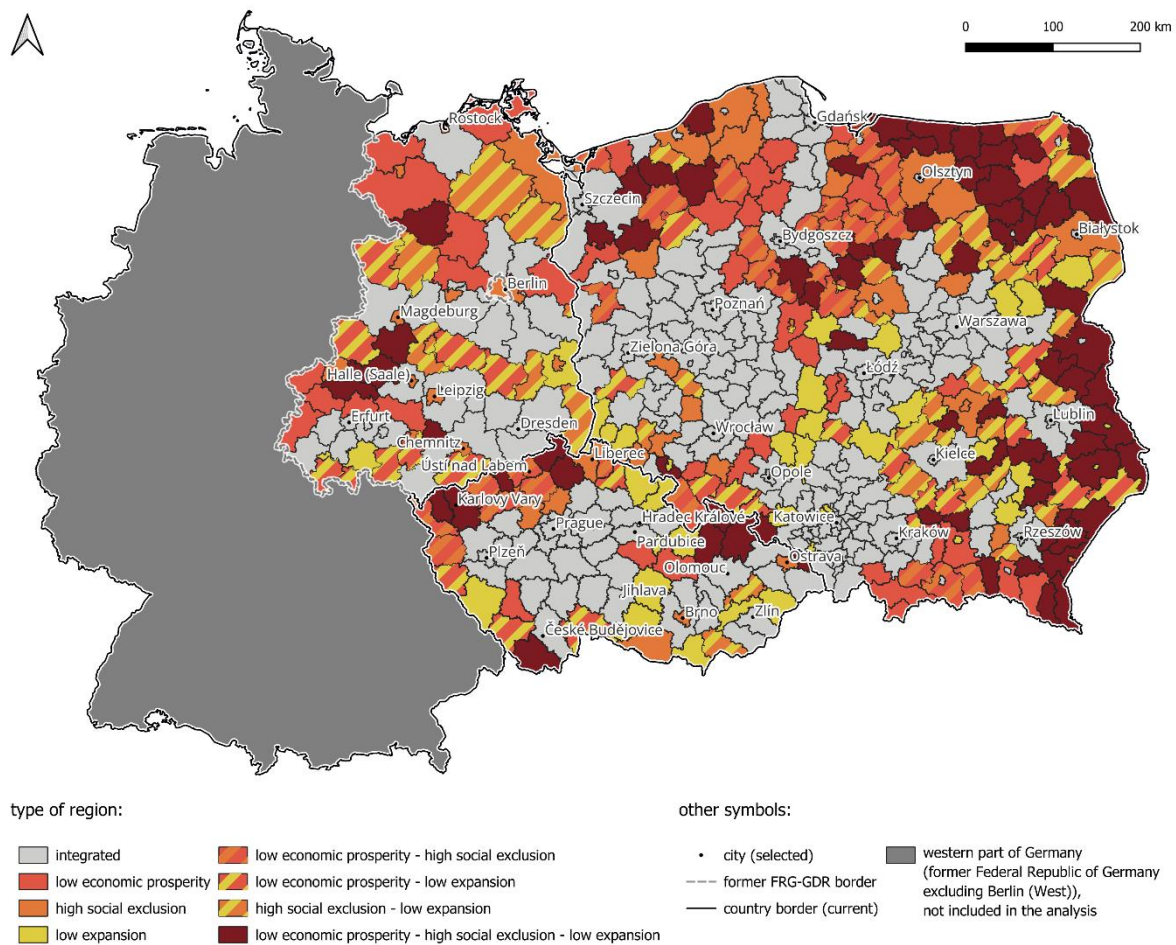 0 100 200 km
Gdańsk
Rostock
Olsztyn
Szczecin
Białystok
Bydgoszcz
Berlin
Poznań
Magdeburg
Warszawa
Zielona Góra
Łódź
Halle (Saale)
Leipzig
Erfurt
Dresden
Wrocław
Lublin
Chemnitz
Liberec
Kielce
Ústí nad Labem
Opole
Karlovy Vary
Hradec Králové
Katowice
Prague
Kraków
Rzeszów
Pardubice
Plzeň
Ostrava
Olomouc
Jihlava
Brno
Zlín
České Budějovice
type of region:
other symbols:
integrated
low economic prosperity
high social exclusion
low expansion
low economic prosperity - high social exclusion
low economic prosperity - low expansion
high social exclusion - low expansion
low economic prosperity - high social exclusion - low expansion
city (selected)
former FRG-GDR border
country border (current)
western part of Germany
(former Federal Republic of Germany
excluding Berlin (West)),
not included in the analysis